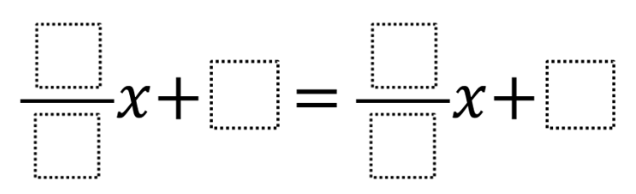 □/□ x + □ = □/□ x + □